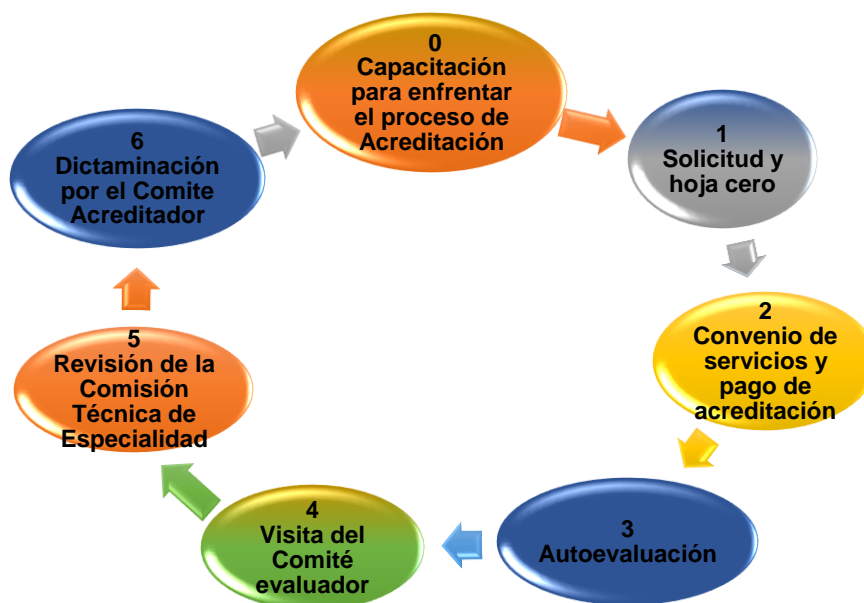 0
Capacitación
para enfrentar
el proceso de
Acreditación
1
Solicitud y
hoja cero
2
Convenio de
servicios y
pago de
acreditación
3
Autoevaluación
4
Visita del
Comité
evaluador
5
Revisión de la
Comisión
Técnica de
Especialidad
6
Dictaminación
por el Comite
Acreditador